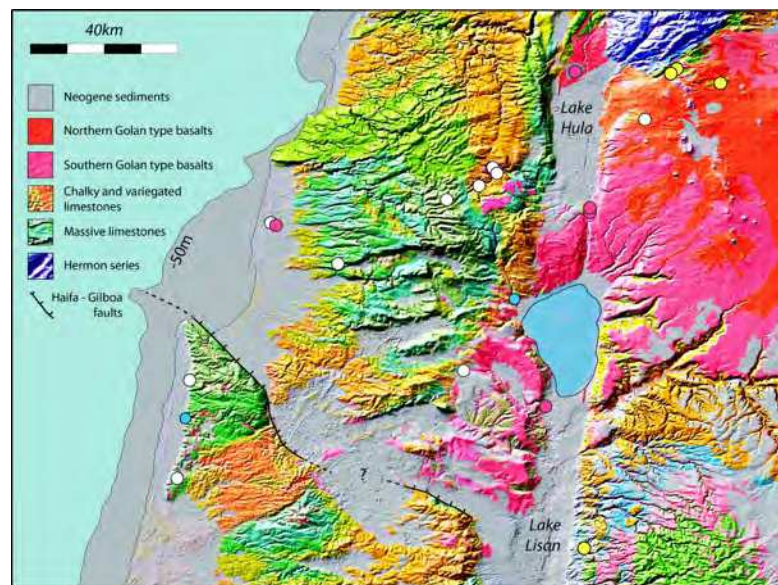 40km
Neogene sediments
Northern Golan type basalts
Southern Golan type basalts
Chalky and variegated
limestones
Massive limestones
Hermon series
Haifa - Gilboa
faults
-50m
Lake
Hula
?
Lake
Lisan